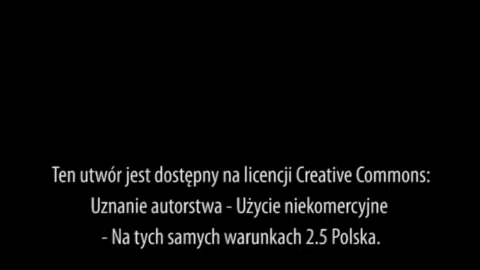 Ten utwór jest dostępny na licencji Creative Commons:
Uznanie autorstwa - Użycie niekomercyjne
- Na tych samych warunkach 2.5 Polska.